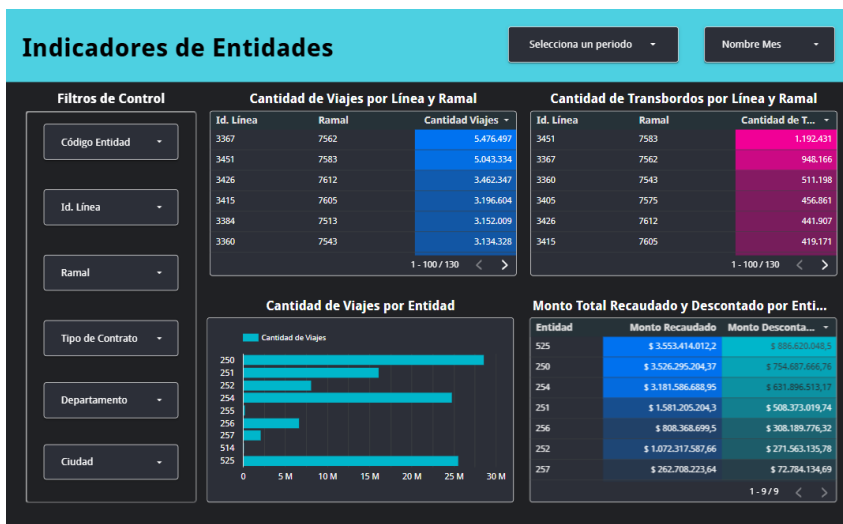 Indicadores de Entidades
Selecciona un periodo
Nombre Mes
Filtros de Control
Código Entidad
Id. Línea
Ramal
Tipo de Contrato
Departamento
Ciudad
Cantidad de Viajes por Línea y Ramal
Id. Línea Ramal Cantidad Viajes
3367 7562 5.476.497
3451 7583 5.043.334
3426 7612 3.462.347
3415 7605 3.196.604
3384 7513 3.152.009
3360 7543 3.134.328
1 - 100 / 130
Cantidad de Transbordos por Línea y Ramal
Id. Línea Ramal Cantidad de T...
3451 7583 1.192.431
3367 7562 948.166
3360 7543 511.198
3405 7575 456.861
3426 7612 441.907
3415 7605 419.171
1 - 100 / 130
Cantidad de Viajes por Entidad
Cantidad de Viajes
250
251
252
254
255
256
257
514
525
0 5 M 10 M 15 M 20 M 25 M 30 M
Monto Total Recaudado y Descontado por Enti...
Entidad Monto Recaudado Monto Desconta...
525 $ 3.553.414.012,2 $ 886.620.048,5
250 $ 3.526.295.204,37 $ 754.687.666,76
254 $ 3.181.586.688,95 $ 631.896.513,17
251 $ 1.581.205.204,3 $ 508.373.019,74
256 $ 808.368.699,5 $ 308.189.776,32
252 $ 1.072.317.587,66 $ 271.563.135,78
257 $ 262.708.223,64 $ 72.784.134,69
1 - 9 / 9